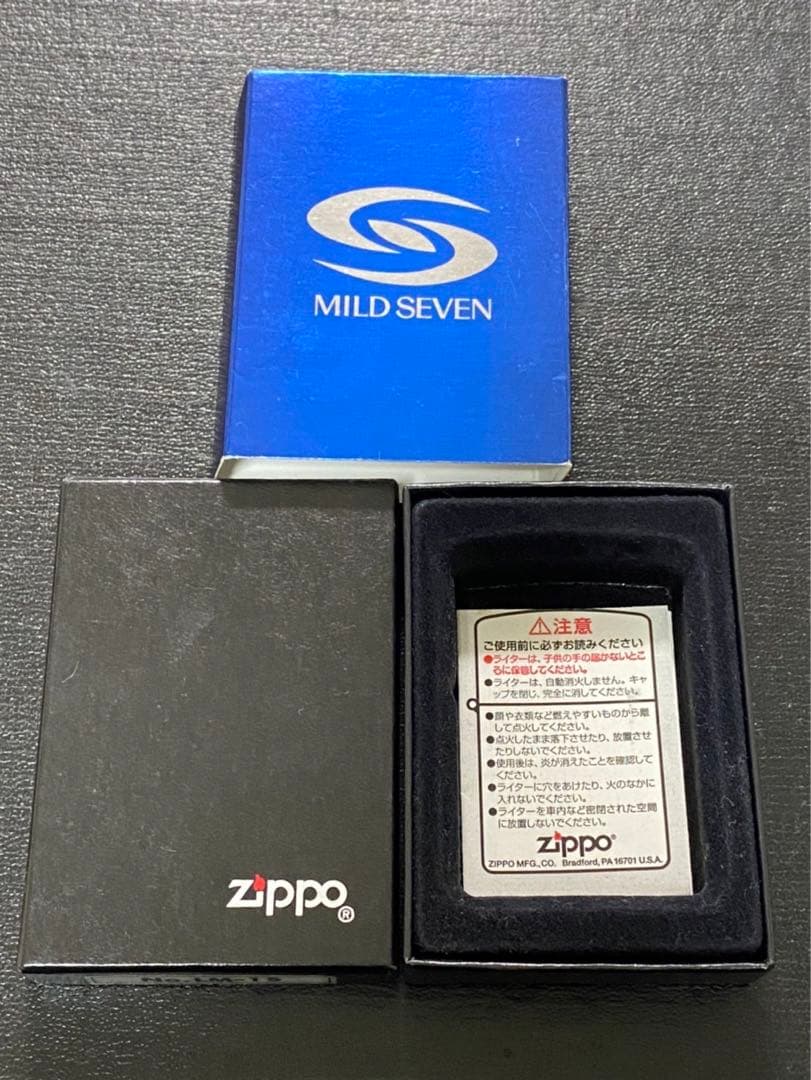 MILD SEVEN
zippo®
⚠注意
ご使用前に必ずお読みください
●ライターは、子供の手の届かないとこ
ろに保管してください。
●ライターは、自動消火しません。キャ
ップを閉じ、完全に消してください。
●顔や衣類など燃えやすいものから離
して点火してください。
●点火したまま落下させたり、放置させ
たりしないでください。
●使用後は、炎が消えたことを確認して
ください。
●ライターに穴をあけたり、火のなかに
入れないでください。
●ライターを車内など密閉された空間
に放置しないでください。
zippo®
ZIPPO MFG.,CO. Bradford, PA 16701 U.S.A.